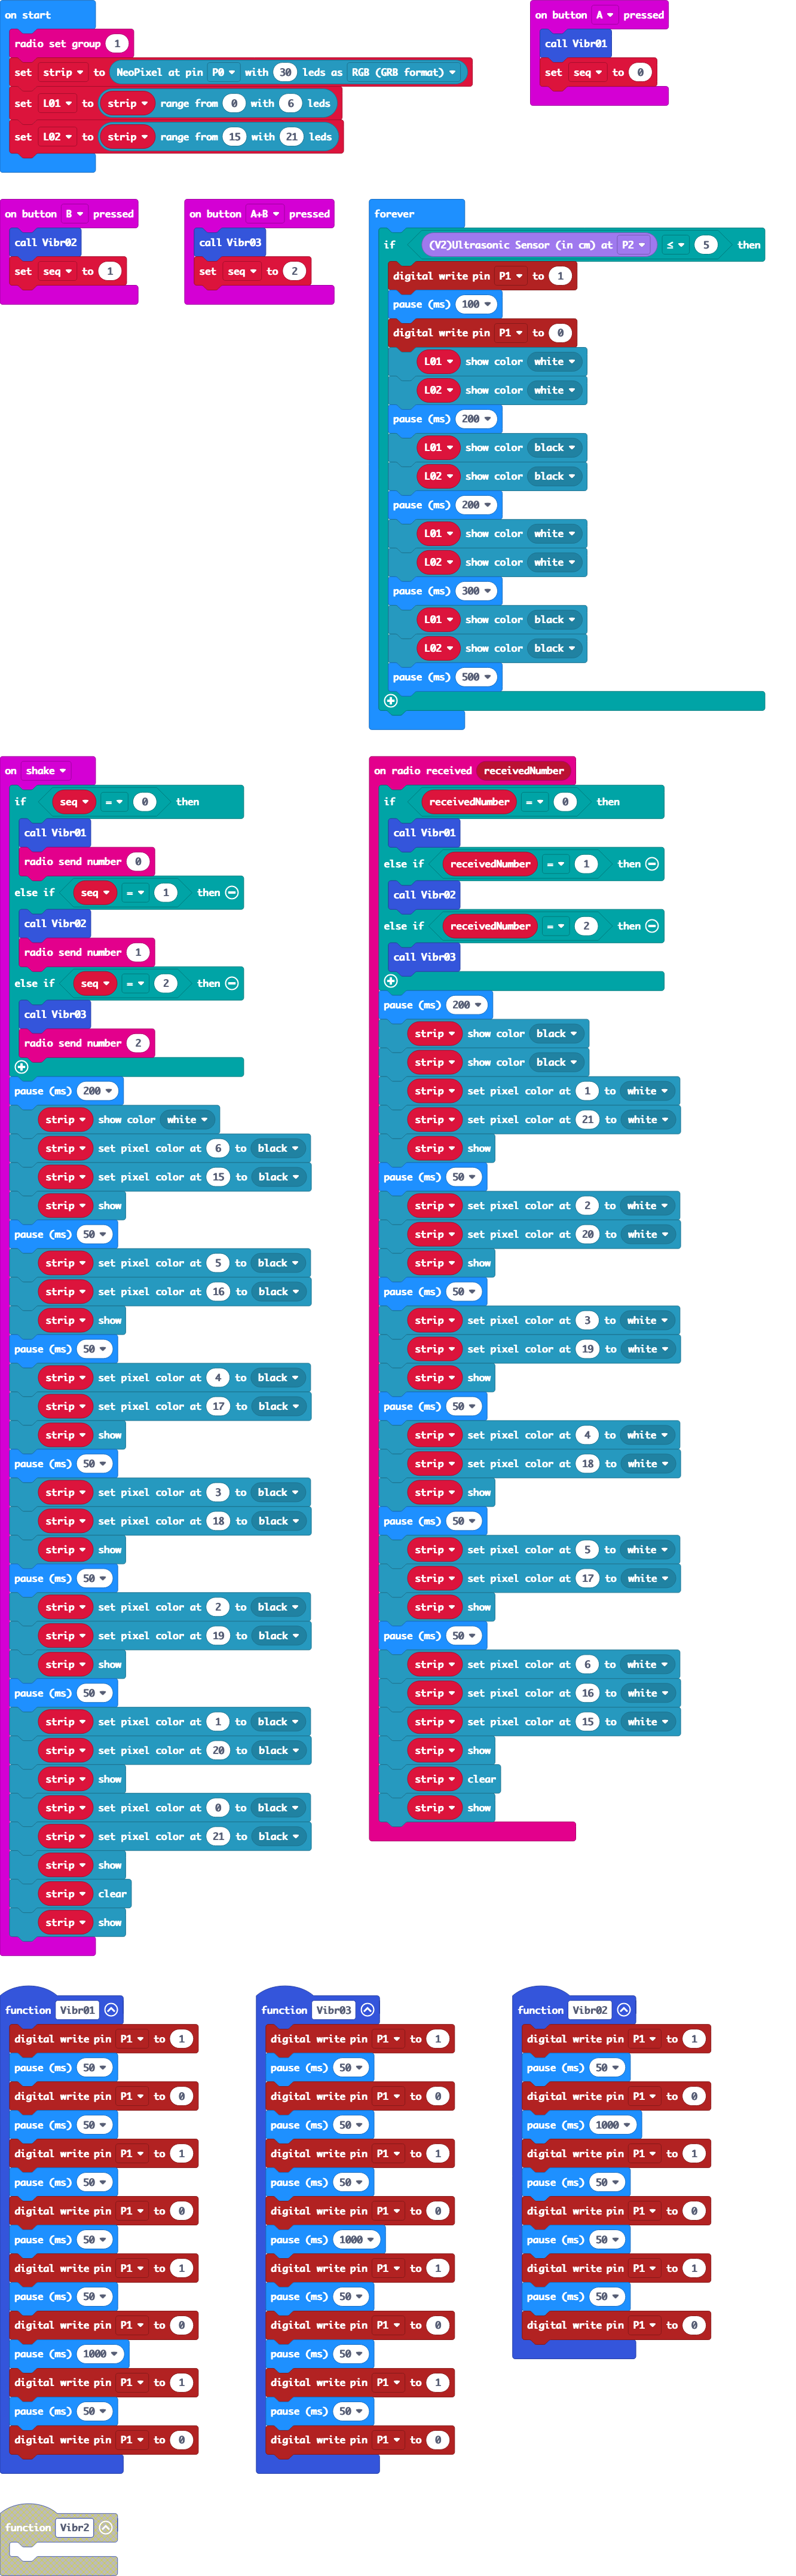 on start
radio set group 1
set strip to NeoPixel at pin P0 with 30 leds as RGB (GRB format)
set L01 to strip range from 0 with 6 leds
set L02 to strip range from 15 with 21 leds
on button A pressed
call Vibr01
set seq to 0
on button B pressed
call Vibr02
set seq to 1
on button A+B pressed
call Vibr03
set seq to 2
forever
if (V2)Ultrasonic Sensor (in cm) at P2 ≤ 5 then
digital write pin P1 to 1
pause (ms) 100
digital write pin P1 to 0
L01 show color white
L02 show color white
pause (ms) 200
L01 show color black
L02 show color black
pause (ms) 200
L01 show color white
L02 show color white
pause (ms) 300
L01 show color black
L02 show color black
pause (ms) 500
on shake
if seq = 0 then
call Vibr01
radio send number 0
else if seq = 1 then
call Vibr02
radio send number 1
else if seq = 2 then
call Vibr03
radio send number 2
pause (ms) 200
strip show color white
strip set pixel color at 6 to black
strip set pixel color at 15 to black
strip show
pause (ms) 50
strip set pixel color at 5 to black
strip set pixel color at 16 to black
strip show
pause (ms) 50
strip set pixel color at 4 to black
strip set pixel color at 17 to black
strip show
pause (ms) 50
strip set pixel color at 3 to black
strip set pixel color at 18 to black
strip show
pause (ms) 50
strip set pixel color at 2 to black
strip set pixel color at 19 to black
strip show
pause (ms) 50
strip set pixel color at 1 to black
strip set pixel color at 20 to black
strip show
strip set pixel color at 0 to black
strip set pixel color at 21 to black
strip show
strip clear
strip show
on radio received receivedNumber
if receivedNumber = 0 then
call Vibr01
else if receivedNumber = 1 then
call Vibr02
else if receivedNumber = 2 then
call Vibr03
pause (ms) 200
strip show color black
strip show color black
strip set pixel color at 1 to white
strip set pixel color at 21 to white
strip show
pause (ms) 50
strip set pixel color at 2 to white
strip set pixel color at 20 to white
strip show
pause (ms) 50
strip set pixel color at 3 to white
strip set pixel color at 19 to white
strip show
pause (ms) 50
strip set pixel color at 4 to white
strip set pixel color at 18 to white
strip show
pause (ms) 50
strip set pixel color at 5 to white
strip set pixel color at 17 to white
strip show
pause (ms) 50
strip set pixel color at 6 to white
strip set pixel color at 16 to white
strip set pixel color at 15 to white
strip show
strip clear
strip show
function Vibr01
digital write pin P1 to 1
pause (ms) 50
digital write pin P1 to 0
pause (ms) 50
digital write pin P1 to 1
pause (ms) 50
digital write pin P1 to 0
pause (ms) 50
digital write pin P1 to 1
pause (ms) 50
digital write pin P1 to 0
pause (ms) 1000
digital write pin P1 to 1
pause (ms) 50
digital write pin P1 to 0
function Vibr03
digital write pin P1 to 1
pause (ms) 50
digital write pin P1 to 0
pause (ms) 50
digital write pin P1 to 1
pause (ms) 50
digital write pin P1 to 0
pause (ms) 1000
digital write pin P1 to 1
pause (ms) 50
digital write pin P1 to 0
pause (ms) 50
digital write pin P1 to 1
pause (ms) 50
digital write pin P1 to 0
function Vibr02
digital write pin P1 to 1
pause (ms) 50
digital write pin P1 to 0
pause (ms) 1000
digital write pin P1 to 1
pause (ms) 50
digital write pin P1 to 0
pause (ms) 50
digital write pin P1 to 1
pause (ms) 50
digital write pin P1 to 0
function Vibr2